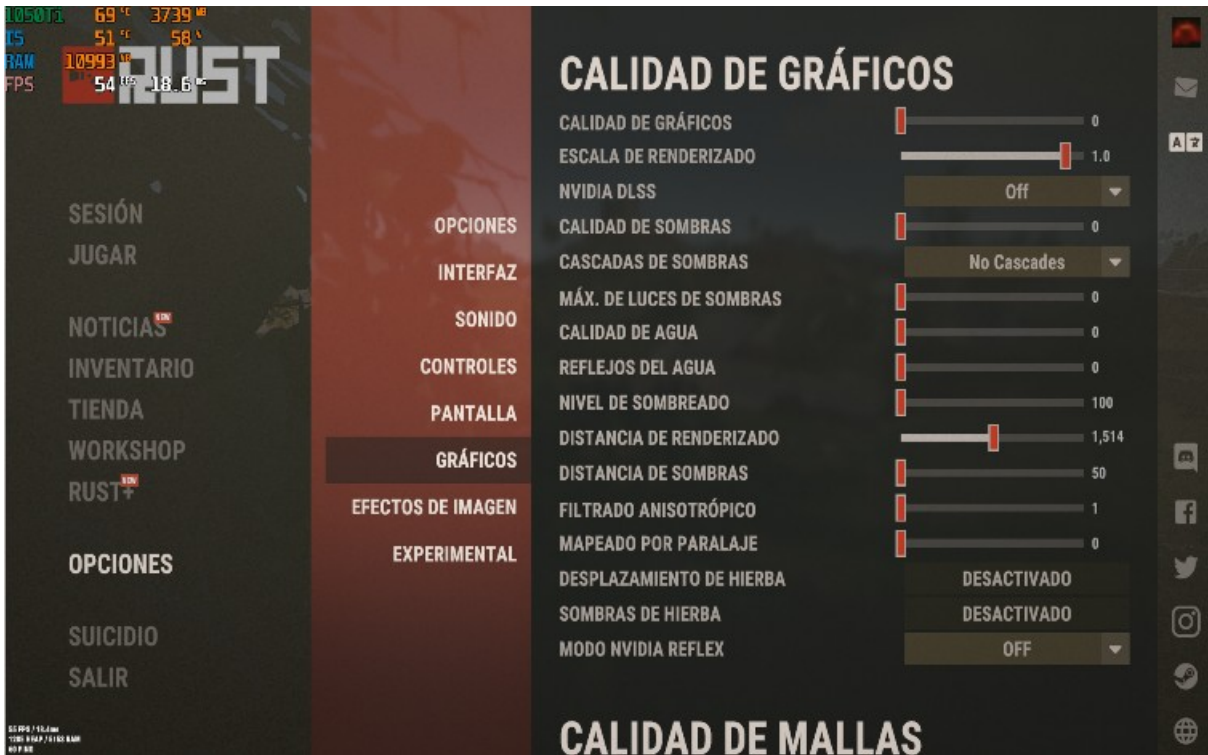 1050Ti 69 °C 3739 MB
I5 51 °C 58 %
RAM 10993 MB
FPS 54 FPS 18.6 MS
RUST
SESIÓN
JUGAR
NOTICIAS NEW
INVENTARIO
TIENDA
WORKSHOP
RUST+ NEW
OPCIONES
SUICIDIO
SALIR
OPCIONES
INTERFAZ
SONIDO
CONTROLES
PANTALLA
GRÁFICOS
EFECTOS DE IMAGEN
EXPERIMENTAL
CALIDAD DE GRÁFICOS
CALIDAD DE GRÁFICOS 0
ESCALA DE RENDERIZADO 1.0
NVIDIA DLSS Off
CALIDAD DE SOMBRAS 0
CASCADAS DE SOMBRAS No Cascades
MÁX. DE LUCES DE SOMBRAS 0
CALIDAD DE AGUA 0
REFLEJOS DEL AGUA 0
NIVEL DE SOMBREADO 100
DISTANCIA DE RENDERIZADO 1,514
DISTANCIA DE SOMBRAS 50
FILTRADO ANISOTRÓPICO 1
MAPEADO POR PARALAJE 0
DESPLAZAMIENTO DE HIERBA DESACTIVADO
SOMBRAS DE HIERBA DESACTIVADO
MODO NVIDIA REFLEX OFF
CALIDAD DE MALLAS